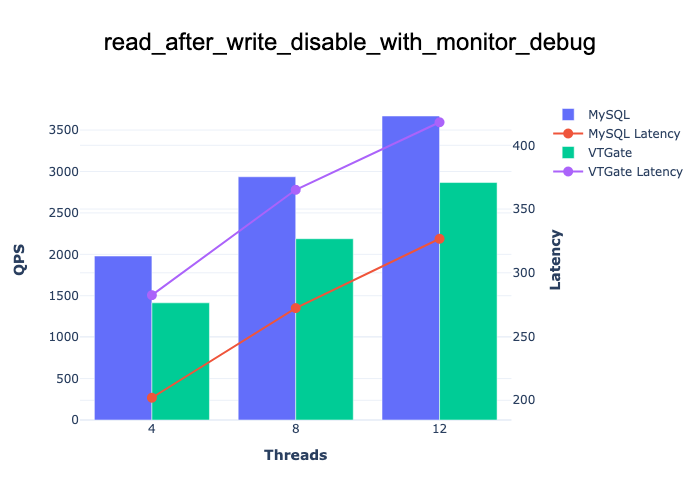 read_after_write_disable_with_monitor_debug
MySQL
MySQL Latency
VTGate
VTGate Latency
QPS
3500
3000
2500
2000
1500
1000
500
0
400
350
300
250
200
Latency
4 8 12
Threads